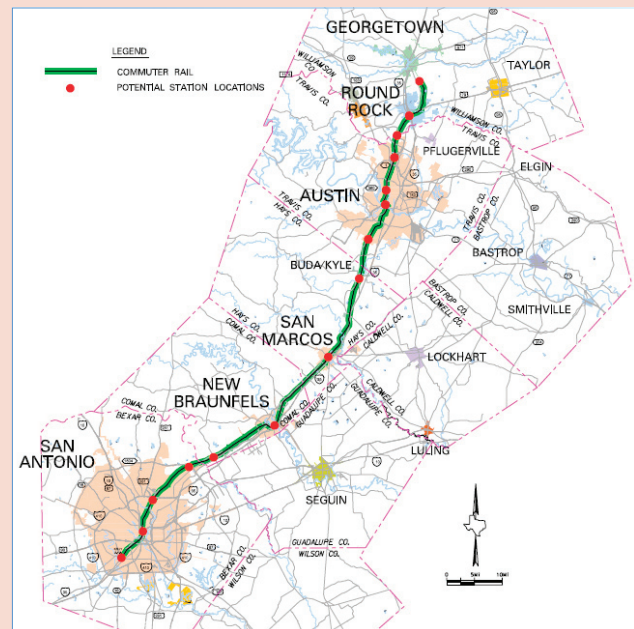 GEORGETOWN
LEGEND
COMMUTER RAIL
POTENTIAL STATION LOCATIONS
WILLIAMSON
CO.
TRAVIS CO.
TAYLOR
ROUND
ROCK
WILLIAMSON CO.
TRAVIS CO.
PFLUGERVILLE
ELGIN
AUSTIN
TRAVIS CO.
HAYS CO.
TRAVIS CO.
BASTROP CO.
BUDA/KYLE
BASTROP
BASTROP CO.
CALDWELL CO.
SMITHVILLE
HAYS CO.
COMAL CO.
SAN
MARCOS
HAYS CO.
CALDWELL CO.
LOCKHART
NEW
BRAUNFELS
CALDWELL CO.
GUADALUPE CO.
COMAL CO.
GUADALUPE CO.
COMAL CO.
BEXAR CO.
LULING
SAN
ANTONIO
SEGUIN
GUADALUPE CO.
WILSON CO.
BEXAR CO.
WILSON CO.
0 5MI 10MI